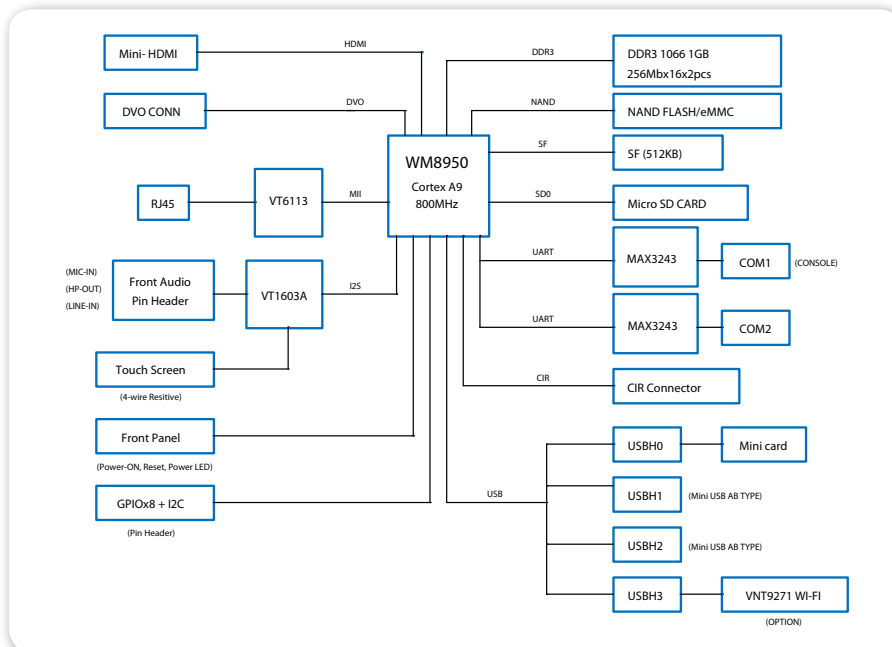 Mini- HDMI
HDMI
DDR3
DDR3 1066 1GB
256Mbx16x2pcs
DVO CONN
DVO
NAND
NAND FLASH/eMMC
WM8950
Cortex A9
800MHz
SF
SF (512KB)
RJ45
VT6113
MII
SD0
Micro SD CARD
(MIC-IN)
(HP-OUT)
(LINE-IN)
Front Audio
Pin Header
VT1603A
I2S
UART
MAX3243
COM1
(CONSOLE)
UART
MAX3243
COM2
Touch Screen
(4-wire Resitive)
CIR
CIR Connector
Front Panel
(Power-ON, Reset, Power LED)
GPIOx8 + I2C
(Pin Header)
USB
USBH0
Mini card
USBH1
(Mini USB AB TYPE)
USBH2
(Mini USB AB TYPE)
USBH3
VNT9271 WI-FI
(OPTION)